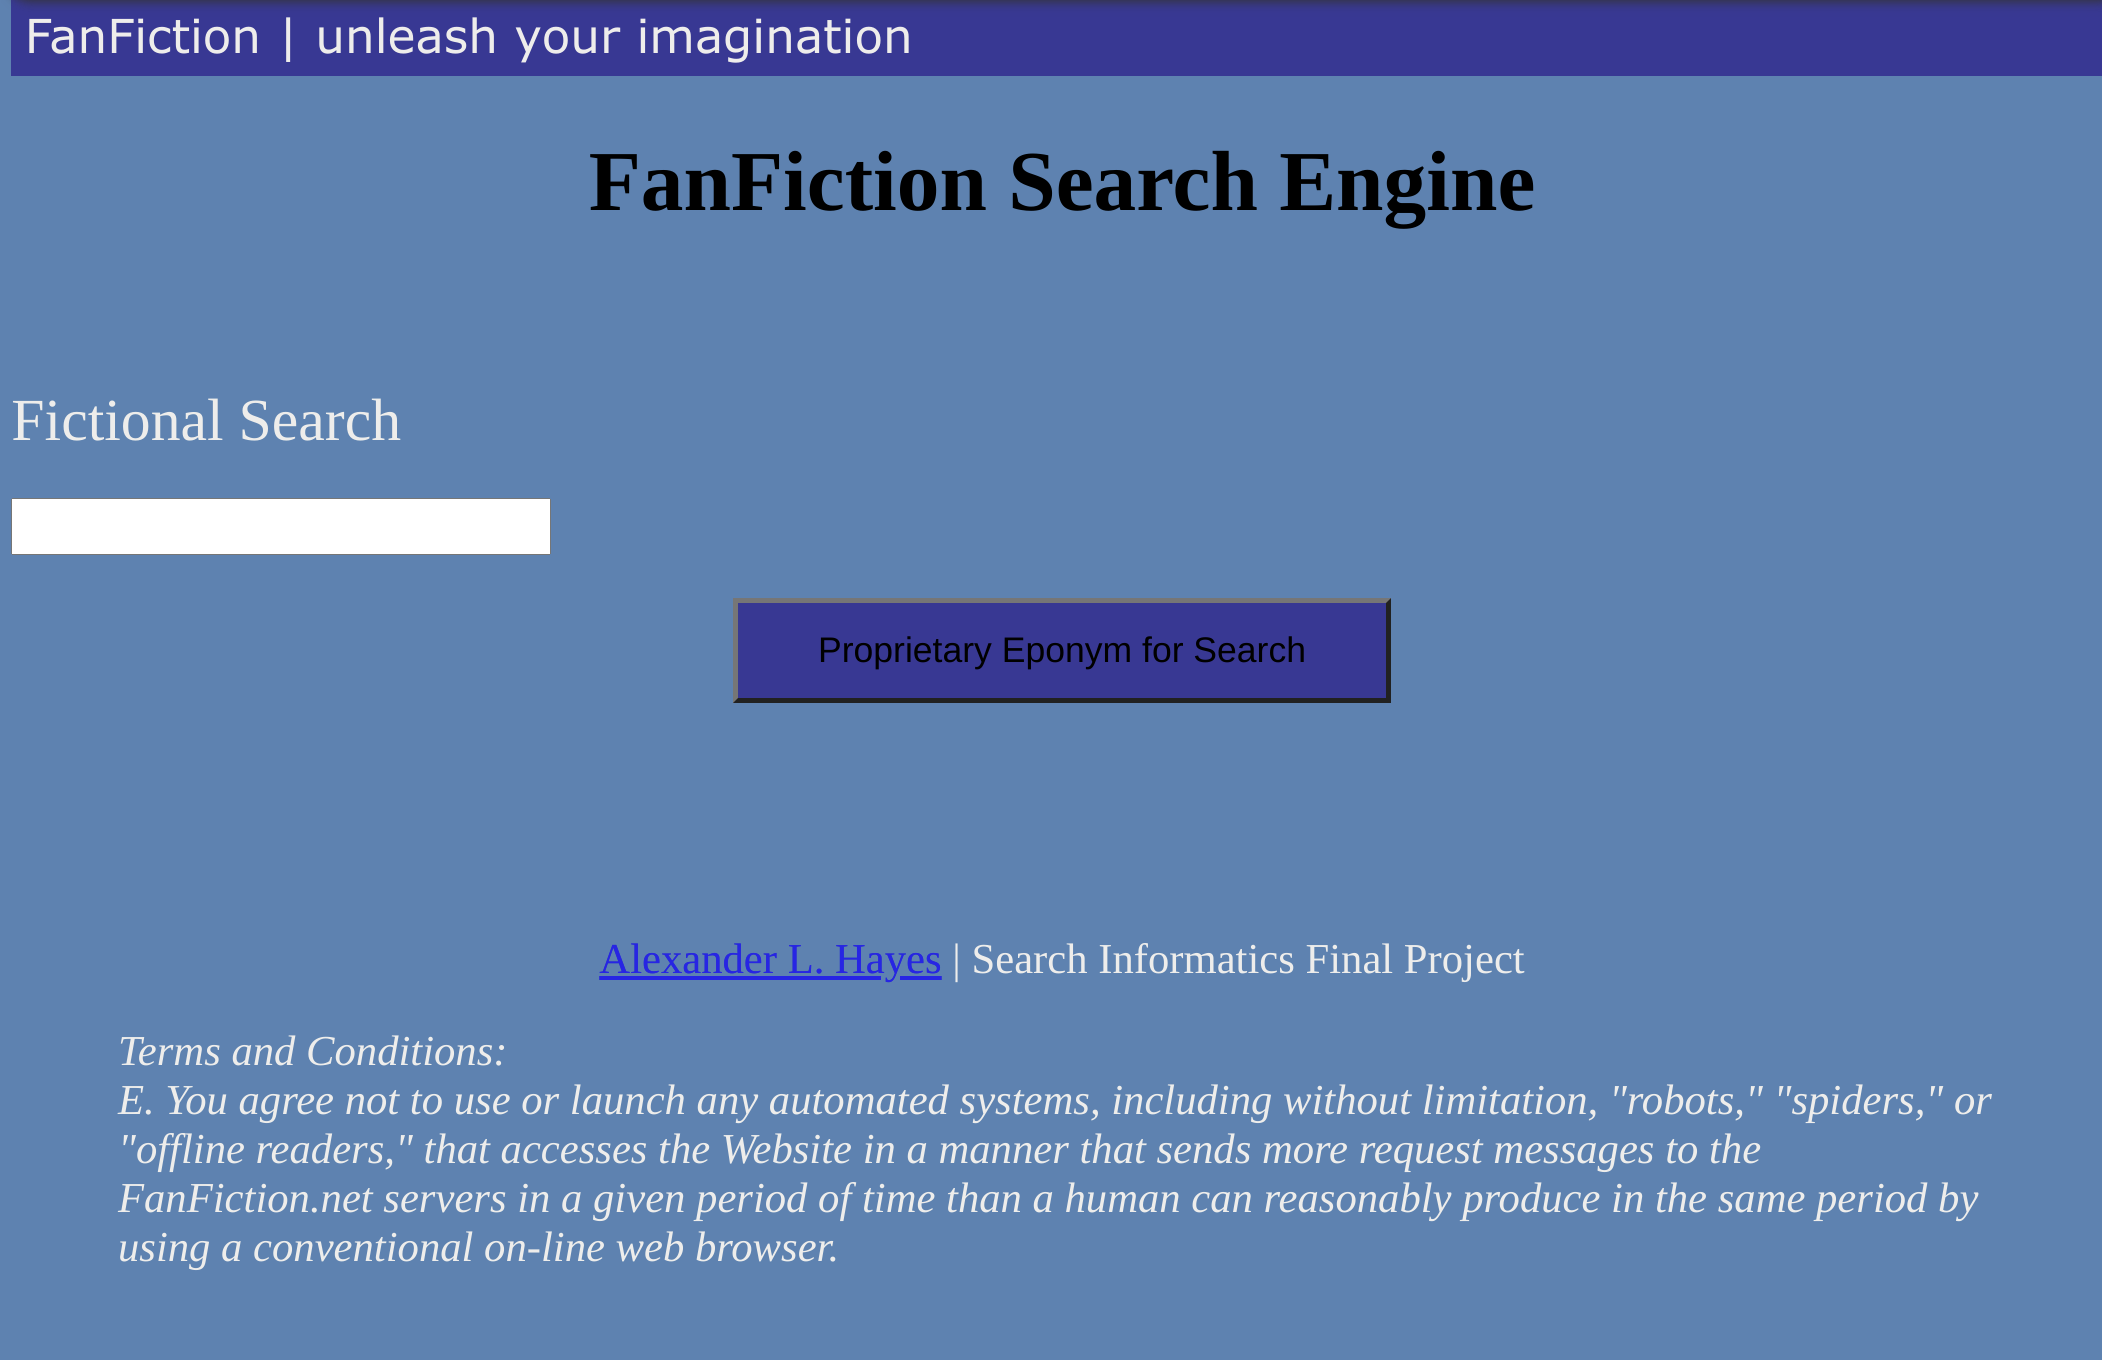 FanFiction | unleash your imagination
FanFiction Search Engine
Fictional Search
Proprietary Eponym for Search
Alexander L. Hayes | Search Informatics Final Project
Terms and Conditions:
E. You agree not to use or launch any automated systems, including without limitation, "robots," "spiders," or
"offline readers," that accesses the Website in a manner that sends more request messages to the
FanFiction.net servers in a given period of time than a human can reasonably produce in the same period by
using a conventional on-line web browser.